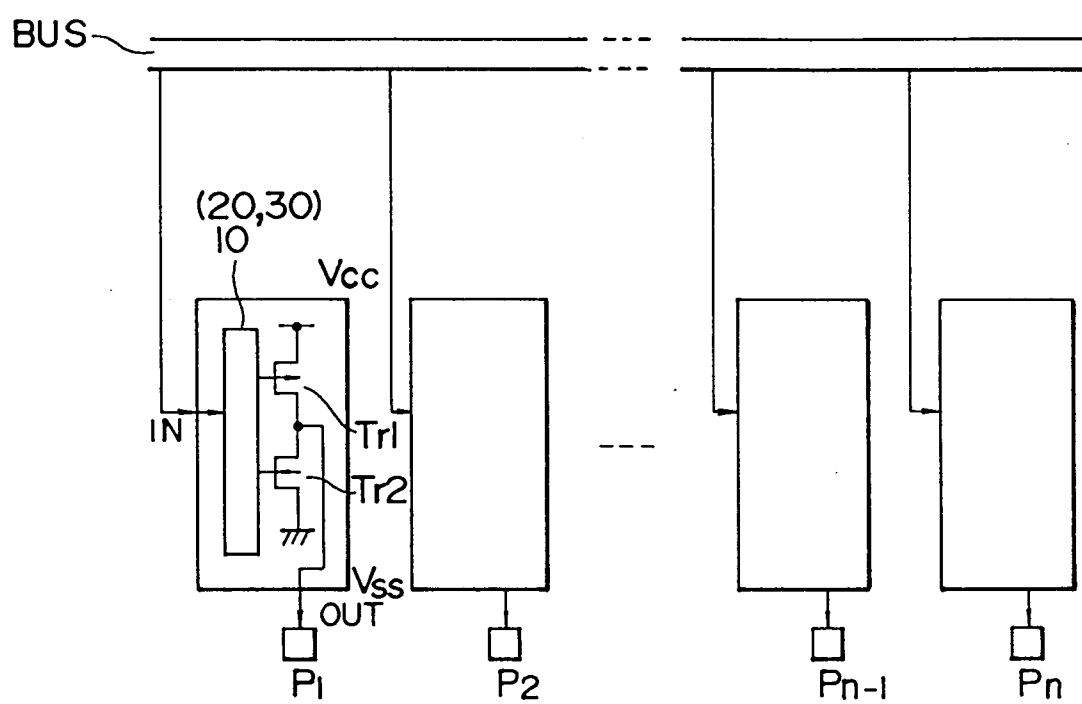 BUS
(20,30)
10
Vcc
IN
Tr1
Tr2
Vss
OUT
P1
P2
Pn-1
Pn